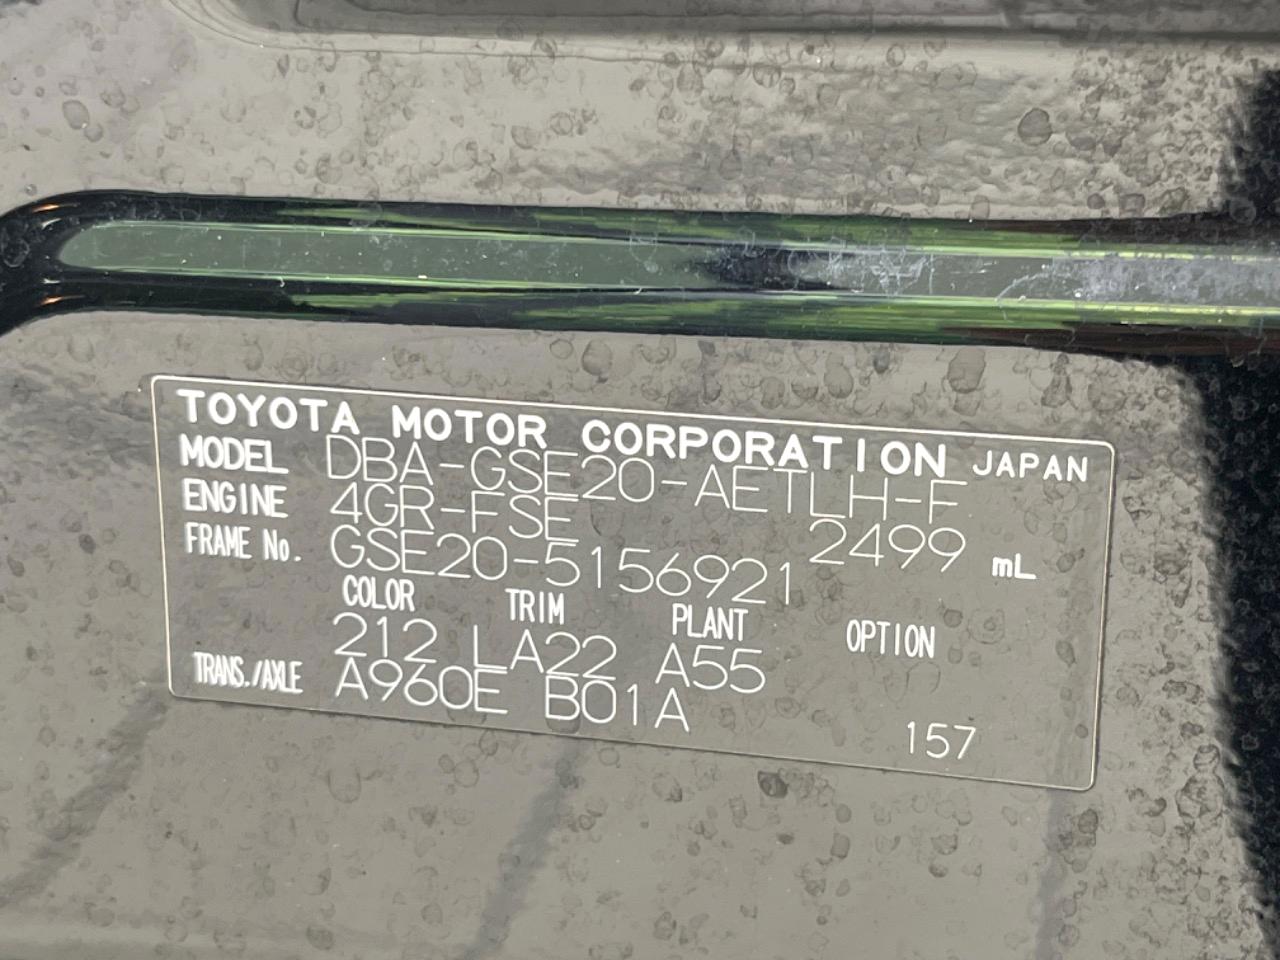 TOYOTA MOTOR CORPORATION JAPAN
MODEL DBA-GSE20-AETLH-F
ENGINE 4GR-FSE 2499 mL
FRAME No. GSE20-5156921
COLOR TRIM PLANT OPTION
212 LA22 A55
TRANS./AXLE A960E B01A
157